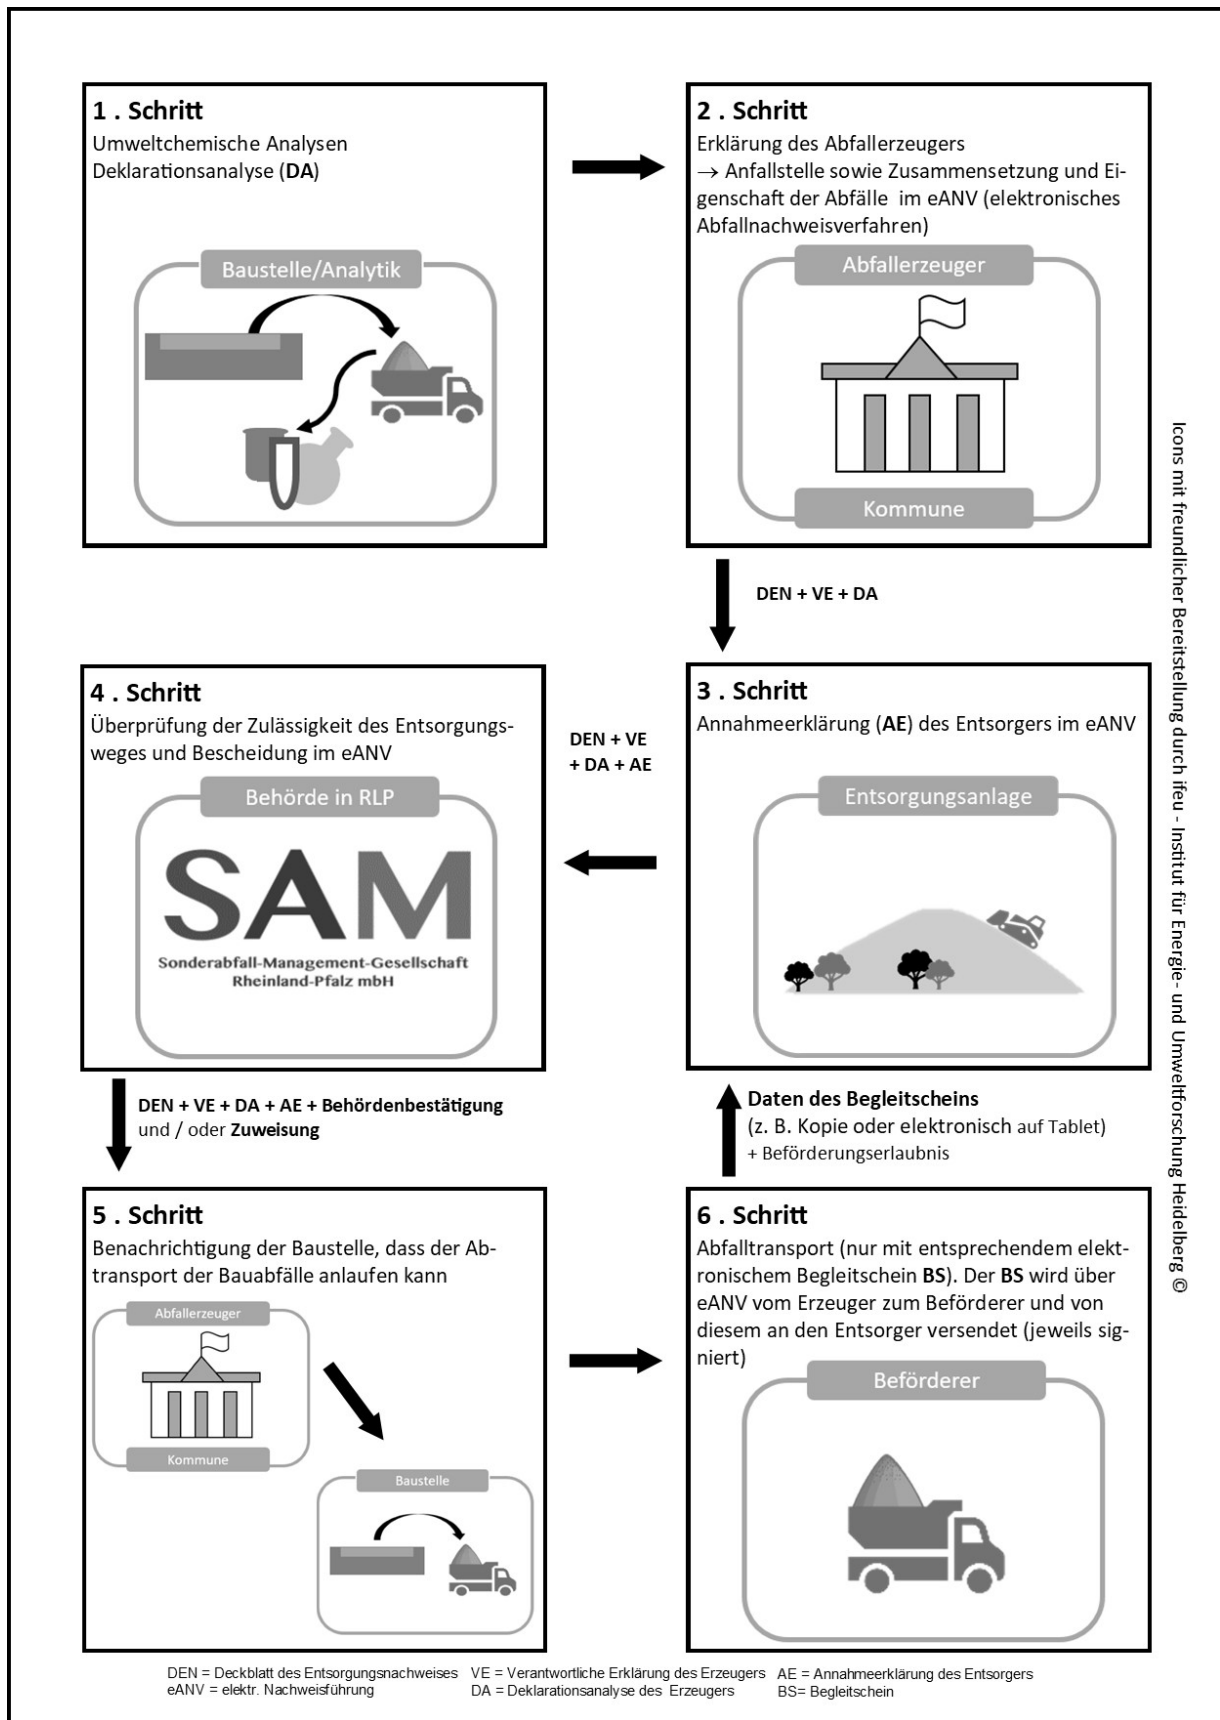 1 . Schritt
Umweltchemische Analysen
Deklarationsanalyse (DA)
Baustelle/Analytik
2 . Schritt
Erklärung des Abfallerzeugers
→ Anfallstelle sowie Zusammensetzung und Ei-
genschaft der Abfälle im eANV (elektronisches
Abfallnachweisverfahren)
Abfallerzeuger
Kommune
DEN + VE + DA
3 . Schritt
Annahmeerklärung (AE) des Entsorgers im eANV
Entsorgungsanlage
DEN + VE
+ DA + AE
4 . Schritt
Überprüfung der Zulässigkeit des Entsorgungs-
weges und Bescheidung im eANV
Behörde in RLP
SAM
Sonderabfall-Management-Gesellschaft
Rheinland-Pfalz mbH
DEN + VE + DA + AE + Behördenbestätigung
und / oder Zuweisung
5 . Schritt
Benachrichtigung der Baustelle, dass der Ab-
transport der Bauabfälle anlaufen kann
Abfallerzeuger
Kommune
Baustelle
6 . Schritt
Abfalltransport (nur mit entsprechendem elekt-
ronischem Begleitschein BS). Der BS wird über
eANV vom Erzeuger zum Beförderer und von
diesem an den Entsorger versendet (jeweils sig-
niert)
Beförderer
Daten des Begleitscheins
(z. B. Kopie oder elektronisch auf Tablet)
+ Beförderungserlaubnis
DEN = Deckblatt des Entsorgungsnachweises VE = Verantwortliche Erklärung des Erzeugers AE = Annahmeerklärung des Entsorgers
eANV = elektr. Nachweisführung DA = Deklarationsanalyse des Erzeugers BS= Begleitschein
Icons mit freundlicher Bereitstellung durch ifeu - Institut für Energie- und Umweltforschung Heidelberg ©